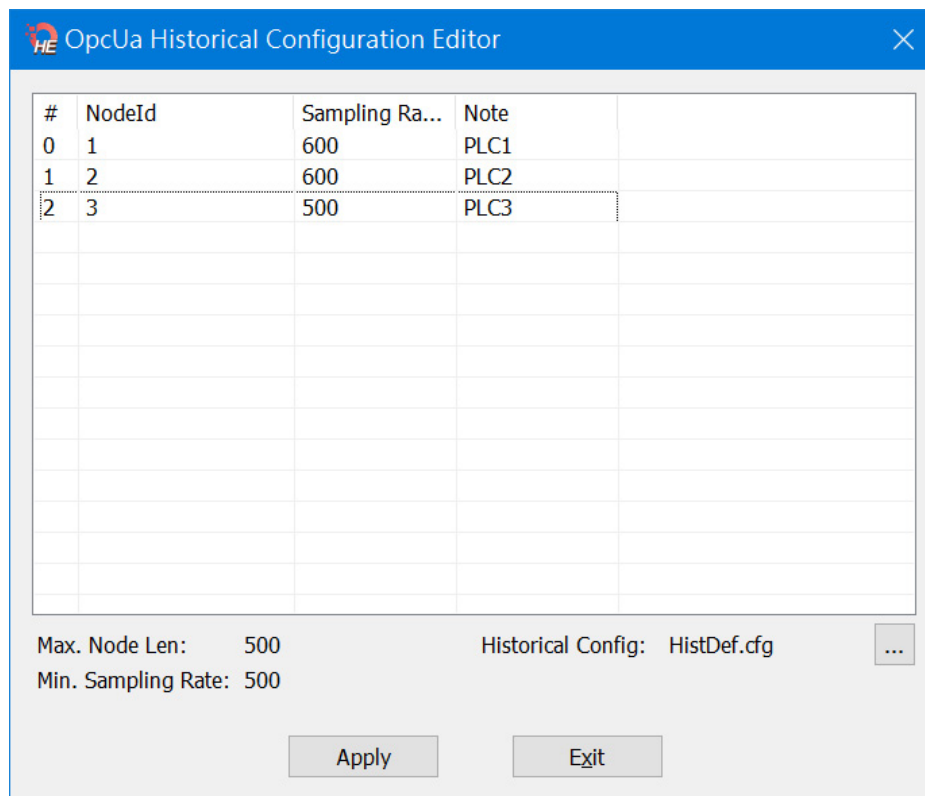 HE OpcUa Historical Configuration Editor
# NodeId Sampling Ra... Note
0 1 600 PLC1
1 2 600 PLC2
2 3 500 PLC3
Max. Node Len: 500 Historical Config: HistDef.cfg ...
Min. Sampling Rate: 500
Apply Exit